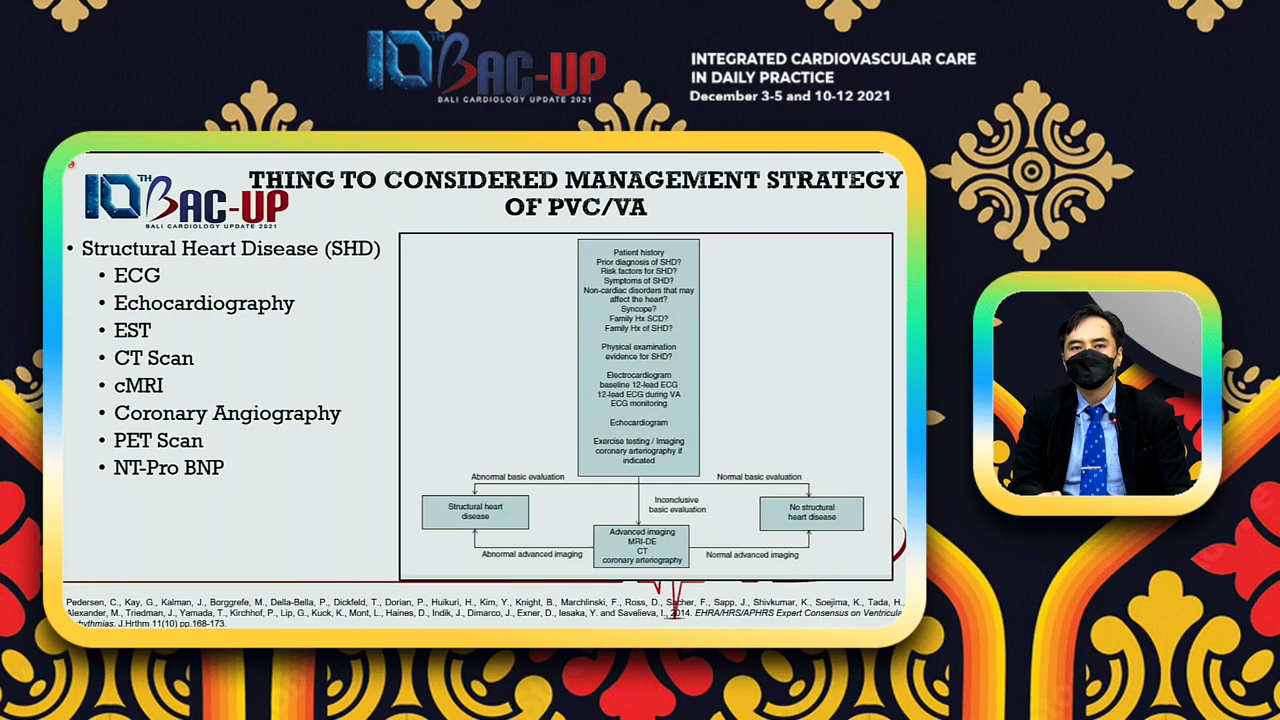 10TH BAC-UP
BALI CARDIOLOGY UPDATE 2021
INTEGRATED CARDIOVASCULAR CARE
IN DAILY PRACTICE
December 3-5 and 10-12 2021
10TH BAC-UP
BALI CARDIOLOGY UPDATE 2021
THING TO CONSIDERED MANAGEMENT STRATEGY
OF PVC/VA
• Structural Heart Disease (SHD)
• ECG
• Echocardiography
• EST
• CT Scan
• cMRI
• Coronary Angiography
• PET Scan
• NT-Pro BNP
Patient history
Prior diagnosis of SHD?
Risk factors for SHD?
Symptoms of SHD?
Non-cardiac disorders that may
affect the heart?
Syncope?
Family Hx SCD?
Family Hx of SHD?
Physical examination
evidence for SHD?
Electrocardiogram
baseline 12-lead ECG
12-lead ECG during VA
ECG monitoring
Echocardiogram
Exercise testing / Imaging
coronary arteriography if
indicated
Abnormal basic evaluation
Normal basic evaluation
Inconclusive
basic evaluation
Structural heart
disease
No structural
heart disease
Advanced imaging
MRI-DE
CT
coronary arteriography
Abnormal advanced imaging
Normal advanced imaging
Pedersen, C., Kay, G., Kalman, J., Borggrefe, M., Della-Bella, P., Dickfeld, T., Dorian, P., Huikuri, H., Kim, Y., Knight, B., Marchlinski, F., Ross, D., Sacher, F., Sapp, J., Shivkumar, K., Soejima, K., Tada, H.,
Alexander, M., Triedman, J., Yamada, T., Kirchhof, P., Lip, G., Kuck, K., Mont, L., Haines, D., Indik, J., Dimarco, J., Exner, D., Iesaka, Y. and Savelieva, I., 2014. EHRA/HRS/APHRS Expert Consensus on Ventricula
rhythmias. J.Hrthm 11(10) pp.168-173.